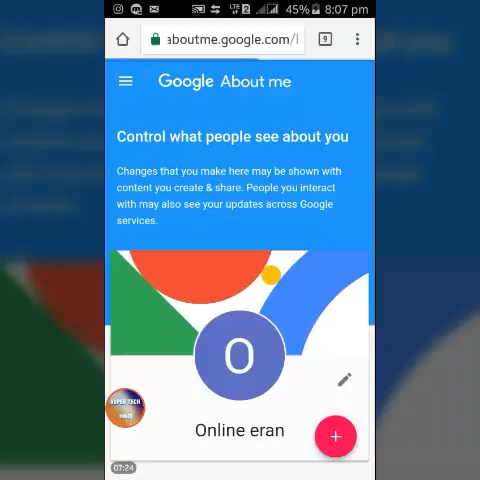 45% 8:07 pm
aboutme.google.com/
9
Google About me
Control what people see about you
Changes that you make here may be shown with
content you create & share. People you interact
with may also see your updates across Google
services.
O
Online eran
+
SUPER TECH
07:24